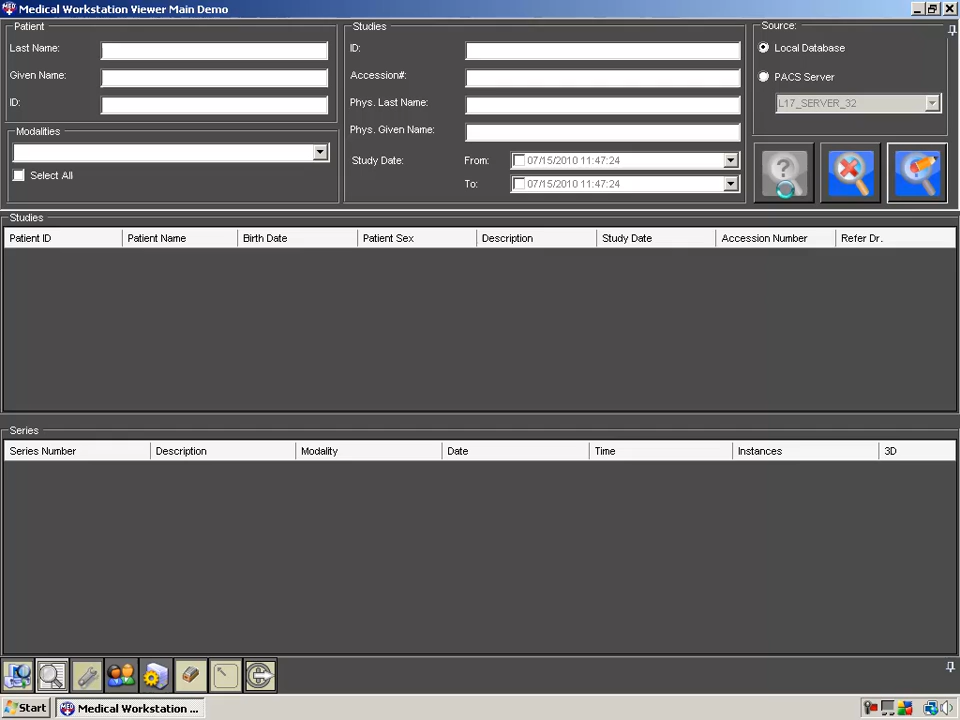 Medical Workstation Viewer Main Demo
Patient
Last Name:
Given Name:
ID:
Modalities
Select All
Studies
ID:
Accession#:
Phys. Last Name:
Phys. Given Name:
Study Date:
From:
07/15/2010 11:47:24
To:
07/15/2010 11:47:24
Source:
Local Database
PACS Server
L17_SERVER_32
Studies
Patient ID Patient Name Birth Date Patient Sex Description Study Date Accession Number Refer Dr.
Series
Series Number Description Modality Date Time Instances 3D
Start
Medical Workstation ...